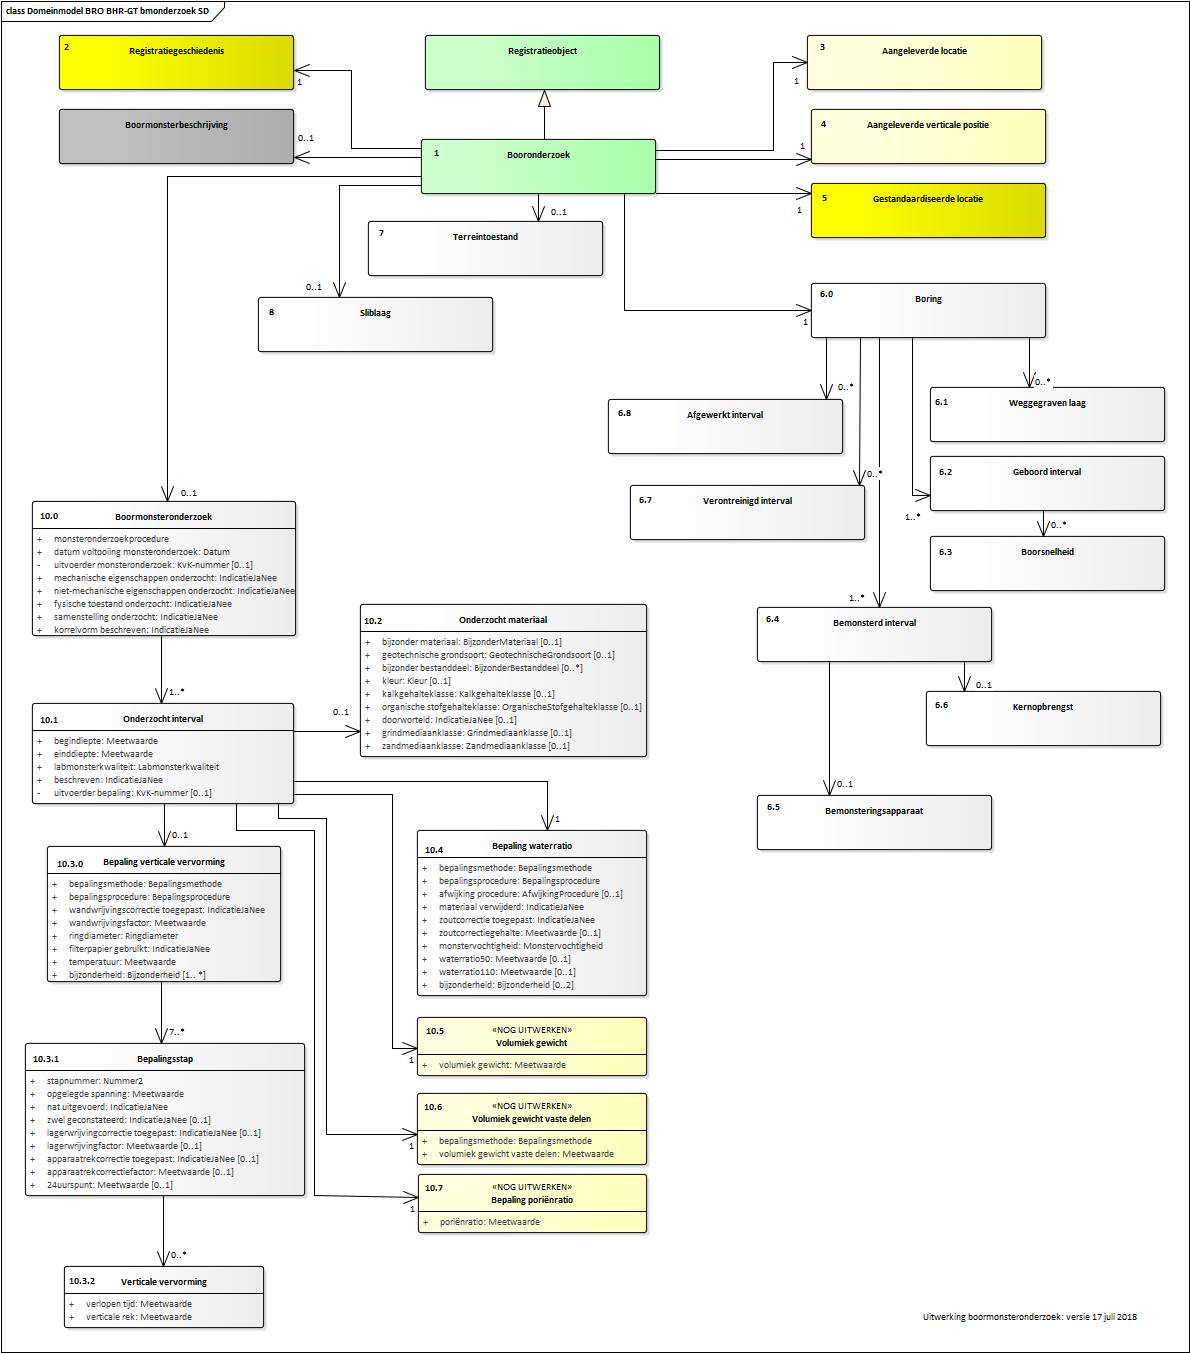 class Domeinmodel BRO BHR-GT bmonderzoek SD
2 Registratiegeschiedenis
1
Registratieobject
3 Aangeleverde locatie
1
Boormonsterbeschrijving
0..1
4 Aangeleverde verticale positie
1
1 Booronderzoek
5 Gestandaardiseerde locatie
1
0..1
7 Terreintoestand
0..1
8 Sliblaag
6.0 Boring
1
0..*
6.1 Weggegraven laag
0..*
6.8 Afgewerkt interval
6.2 Geboord interval
1..*
0..*
6.7 Verontreinigd interval
0..*
6.3 Boorsnelheid
1..*
6.4 Bemonsterd interval
0..1
6.6 Kernopbrengst
0..1
6.5 Bemonsteringsapparaat
0..1
10.0 Boormonsteronderzoek
+ monsteronderzoekprocedure
+ datum voltooiing monsteronderzoek: Datum
- uitvoerder monsteronderzoek: KvK-nummer [0..1]
+ mechanische eigenschappen onderzocht: IndicatieJaNee
+ niet-mechanische eigenschappen onderzocht: IndicatieJaNee
+ fysische toestand onderzocht: IndicatieJaNee
+ samenstelling onderzocht: IndicatieJaNee
+ korrelvorm beschreven: IndicatieJaNee
1..*
10.2 Onderzocht materiaal
+ bijzonder materiaal: BijzonderMateriaal [0..1]
+ geotechnische grondsoort: GeotechnischeGrondsoort [0..1]
+ bijzonder bestanddeel: BijzonderBestanddeel [0..*]
+ kleur: Kleur [0..1]
+ kalkgehalteklasse: Kalkgehalteklasse [0..1]
+ organische stofgehalteklasse: OrganischeStofgehalteklasse [0..1]
+ doorworteld: IndicatieJaNee [0..1]
+ grindmediaanklasse: Grindmediaanklasse [0..1]
+ zandmediaanklasse: Zandmediaanklasse [0..1]
0..1
10.1 Onderzocht interval
+ begindiepte: Meetwaarde
+ einddiepte: Meetwaarde
+ labmonsterkwaliteit: Labmonsterkwaliteit
+ beschreven: IndicatieJaNee
- uitvoerder bepaling: KvK-nummer [0..1]
0..1
1
10.3.0 Bepaling verticale vervorming
+ bepalingsmethode: Bepalingsmethode
+ bepalingsprocedure: Bepalingsprocedure
+ wandwrijvingscorrectie toegepast: IndicatieJaNee
+ wandwrijvingsfactor: Meetwaarde
+ ringdiameter: Ringdiameter
+ filterpapier gebruikt: IndicatieJaNee
+ temperatuur: Meetwaarde
+ bijzonderheid: Bijzonderheid [1.. *]
10.4 Bepaling waterratio
+ bepalingsmethode: Bepalingsmethode
+ bepalingsprocedure: Bepalingsprocedure
+ afwijking procedure: AfwijkingProcedure [0..1]
+ materiaal verwijderd: IndicatieJaNee
+ zoutcorrectie toegepast: IndicatieJaNee
+ zoutcorrectiegehalte: Meetwaarde [0..1]
+ monstervochtigheid: Monstervochtigheid
+ waterratio50: Meetwaarde [0..1]
+ waterratio110: Meetwaarde [0..1]
+ bijzonderheid: Bijzonderheid [0..2]
7..*
10.3.1 Bepalingsstap
+ stapnummer: Nummer2
+ opgelegde spanning: Meetwaarde
+ nat uitgevoerd: IndicatieJaNee
+ zwel geconstateerd: IndicatieJaNee [0..1]
+ lagerwrijvingcorrectie toegepast: IndicatieJaNee [0..1]
+ lagerwrijvingfactor: Meetwaarde [0..1]
+ apparaatrekcorrectie toegepast: IndicatieJaNee [0..1]
+ apparaatrekcorrectiefactor: Meetwaarde [0..1]
+ 24uurspunt: Meetwaarde [0..1]
10.5 «NOG UITWERKEN»
Volumiek gewicht
1
+ volumiek gewicht: Meetwaarde
10.6 «NOG UITWERKEN»
Volumiek gewicht vaste delen
1
+ bepalingsmethode: Bepalingsmethode
+ volumiek gewicht vaste delen: Meetwaarde
10.7 «NOG UITWERKEN»
Bepaling poriënratio
1
+ poriënratio: Meetwaarde
0..*
10.3.2 Verticale vervorming
+ verlopen tijd: Meetwaarde
+ verticale rek: Meetwaarde
Uitwerking boormonsteronderzoek: versie 17 juli 2018